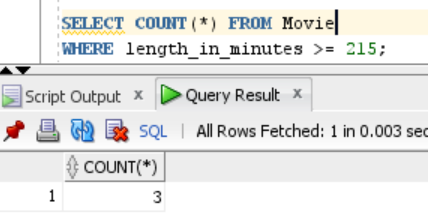 SELECT COUNT(*) FROM Movie
WHERE length_in_minutes >= 215;
Script Output x Query Result x
SQL | All Rows Fetched: 1 in 0.003 sec
COUNT(*)
1 3